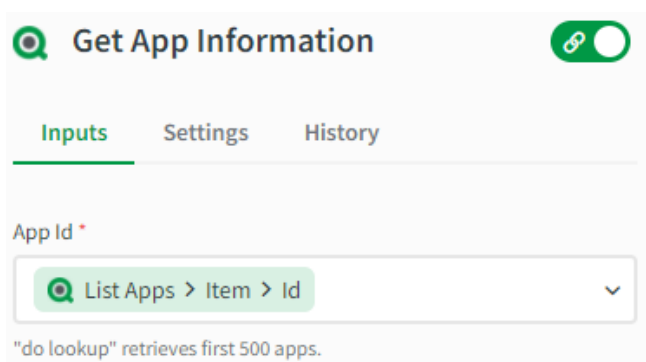 Get App Information
Inputs Settings History
App Id *
List Apps > Item > Id
"do lookup" retrieves first 500 apps.